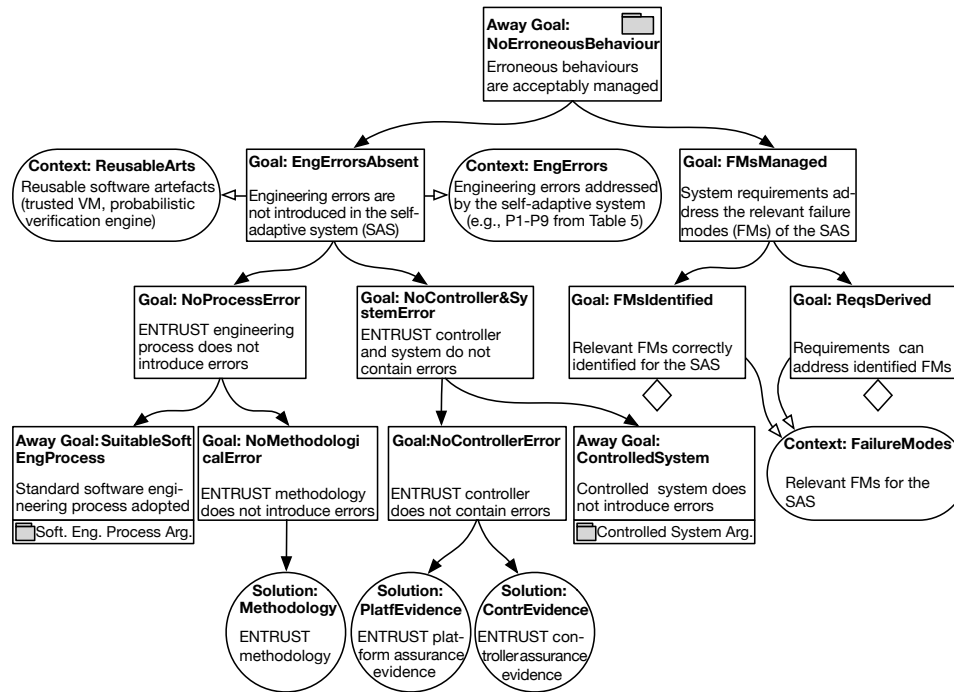 Away Goal:
NoErroneousBehaviour
Erroneous behaviours
are acceptably managed
Context: ReusableArts
Reusable software artefacts
(trusted VM, probabilistic
verification engine)
Goal: EngErrorsAbsent
Engineering errors are
not introduced in the self-
adaptive system (SAS)
Context: EngErrors
Engineering errors addressed
by the self-adaptive system
(e.g., P1-P9 from Table 5)
Goal: FMsManaged
System requirements ad-
dress the relevant failure
modes (FMs) of the SAS
Goal: NoProcessError
ENTRUST engineering
process does not
introduce errors
Goal: NoController&Sy
stemError
ENTRUST controller
and system do not
contain errors
Goal: FMsIdentified
Relevant FMs correctly
identified for the SAS
Goal: ReqsDerived
Requirements can
address identified FMs
Away Goal:SuitableSoft
EngProcess
Standard software engi-
neering process adopted
Soft. Eng. Process Arg.
Goal: NoMethodologi
calError
ENTRUST methodology
does not introduce errors
Goal:NoControllerError
ENTRUST controller
does not contain errors
Away Goal:
ControlledSystem
Controlled system does
not introduce errors
Controlled System Arg.
Context: FailureModes
Relevant FMs for the
SAS
Solution:
Methodology
ENTRUST
methodology
Solution:
PlatfEvidence
ENTRUST plat-
form assurance
evidence
Solution:
ContrEvidence
ENTRUST con-
troller assurance
evidence